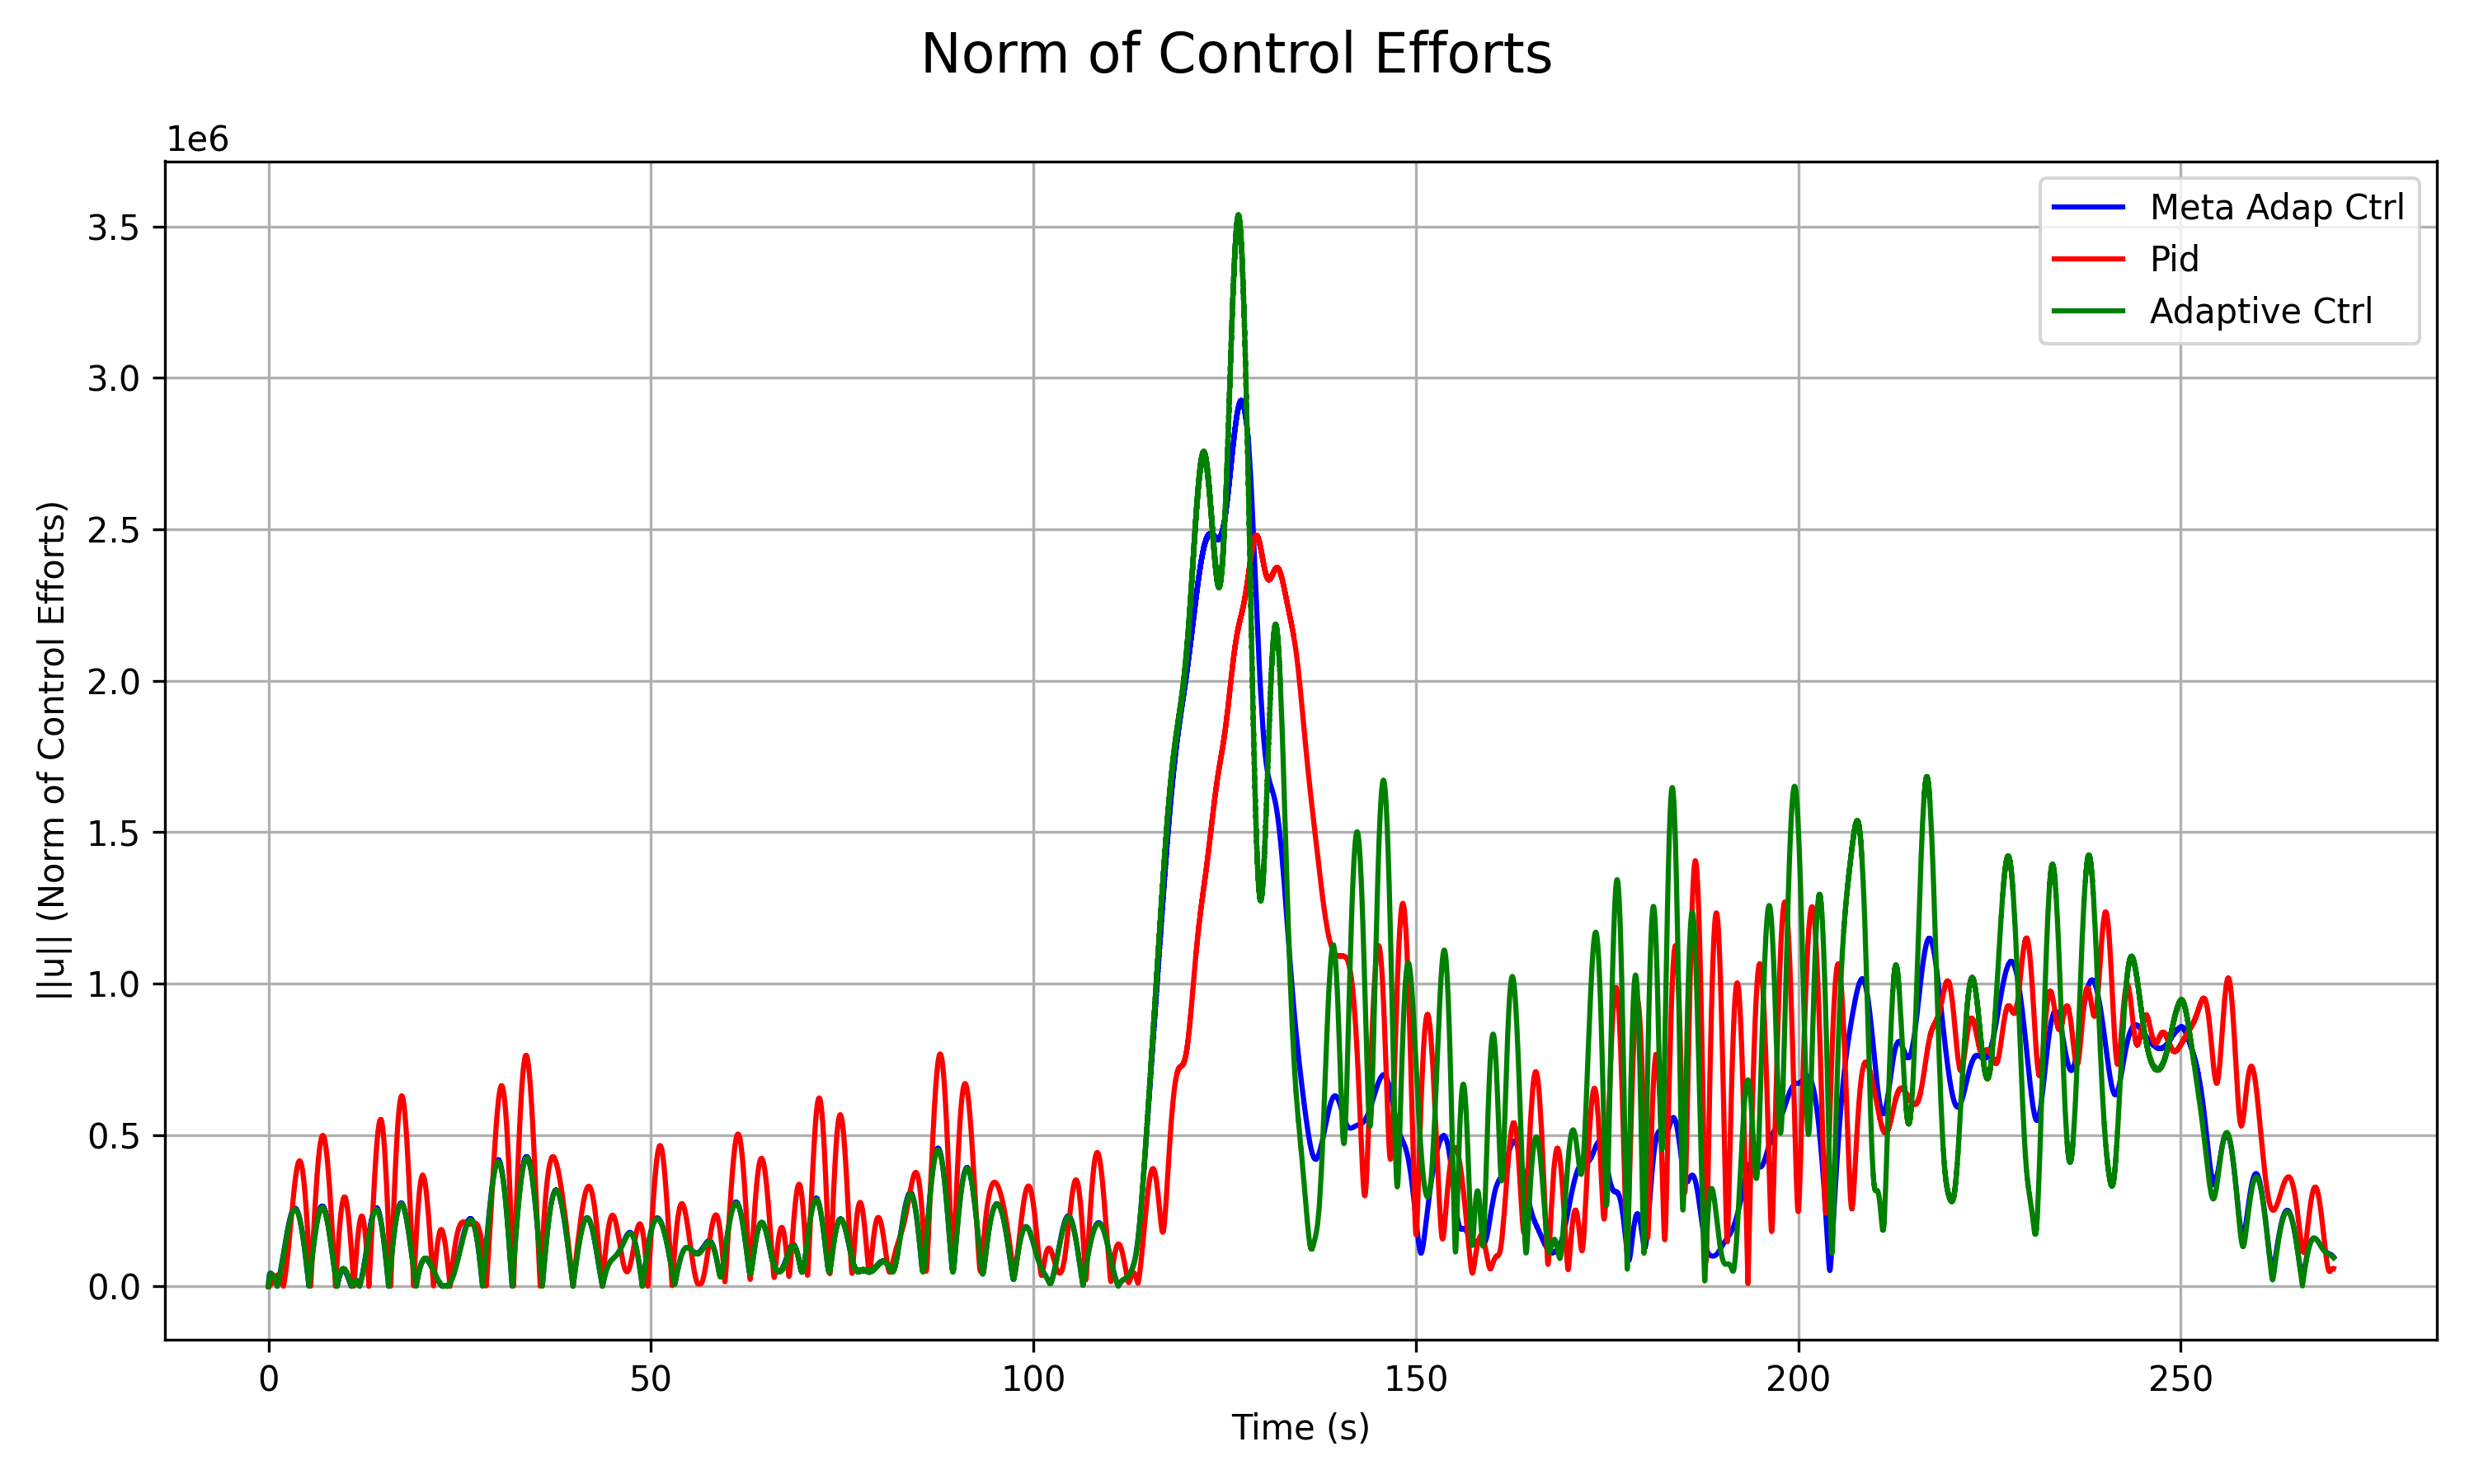 Norm of Control Efforts
1e6
3.5
3.0
2.5
2.0
1.5
1.0
0.5
0.0
||u|| (Norm of Control Efforts)
Meta Adap Ctrl
Pid
Adaptive Ctrl
0 50 100 150 200 250
Time (s)